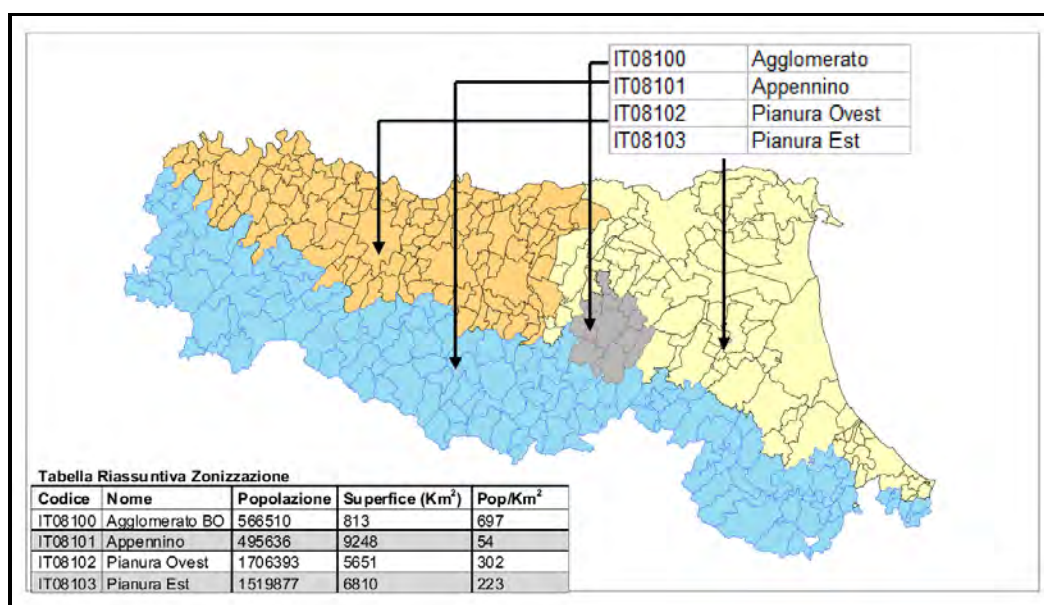 IT08100 Agglomerato
IT08101 Appennino
IT08102 Pianura Ovest
IT08103 Pianura Est
Tabella Riassuntiva Zonizzazione
Codice Nome Popolazione Superfice (Km²) Pop/Km²
IT08100 Agglomerato BO 566510 813 697
IT08101 Appennino 495636 9248 54
IT08102 Pianura Ovest 1706393 5651 302
IT08103 Pianura Est 1519877 6810 223